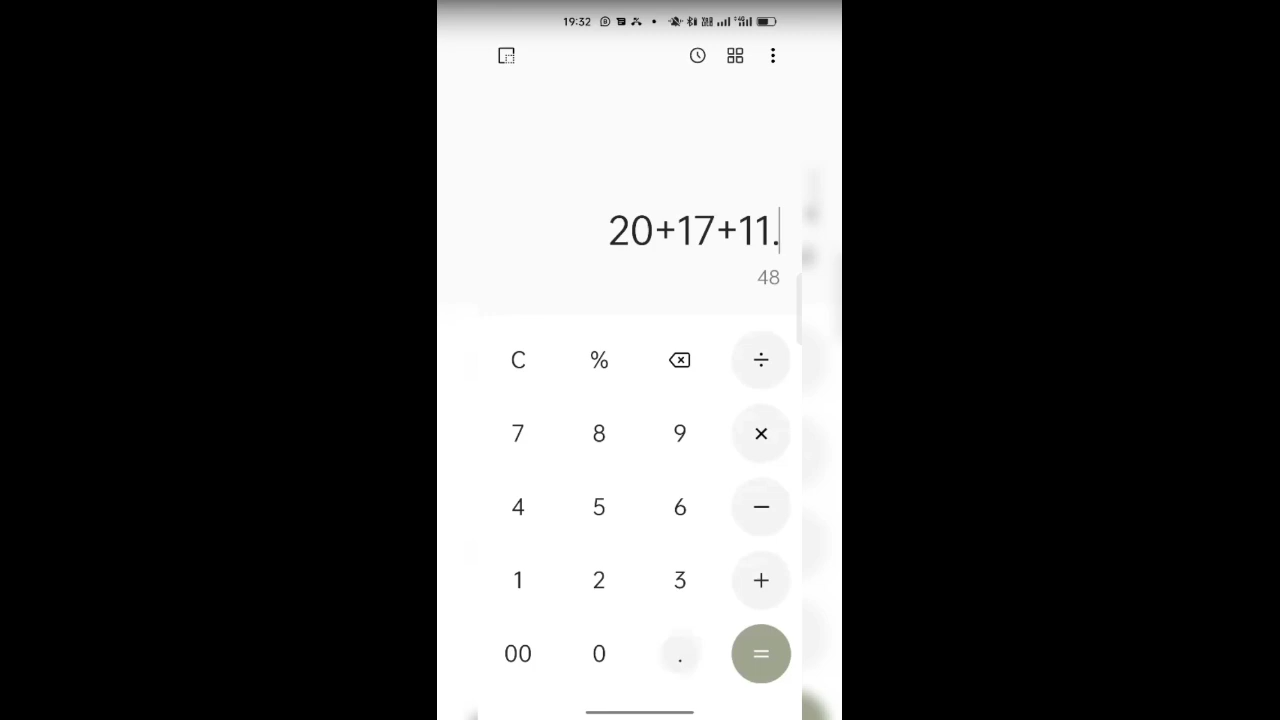 19:32
20+17+11.
48
C % ÷
7 8 9 ×
4 5 6 −
1 2 3 +
00 0 . =